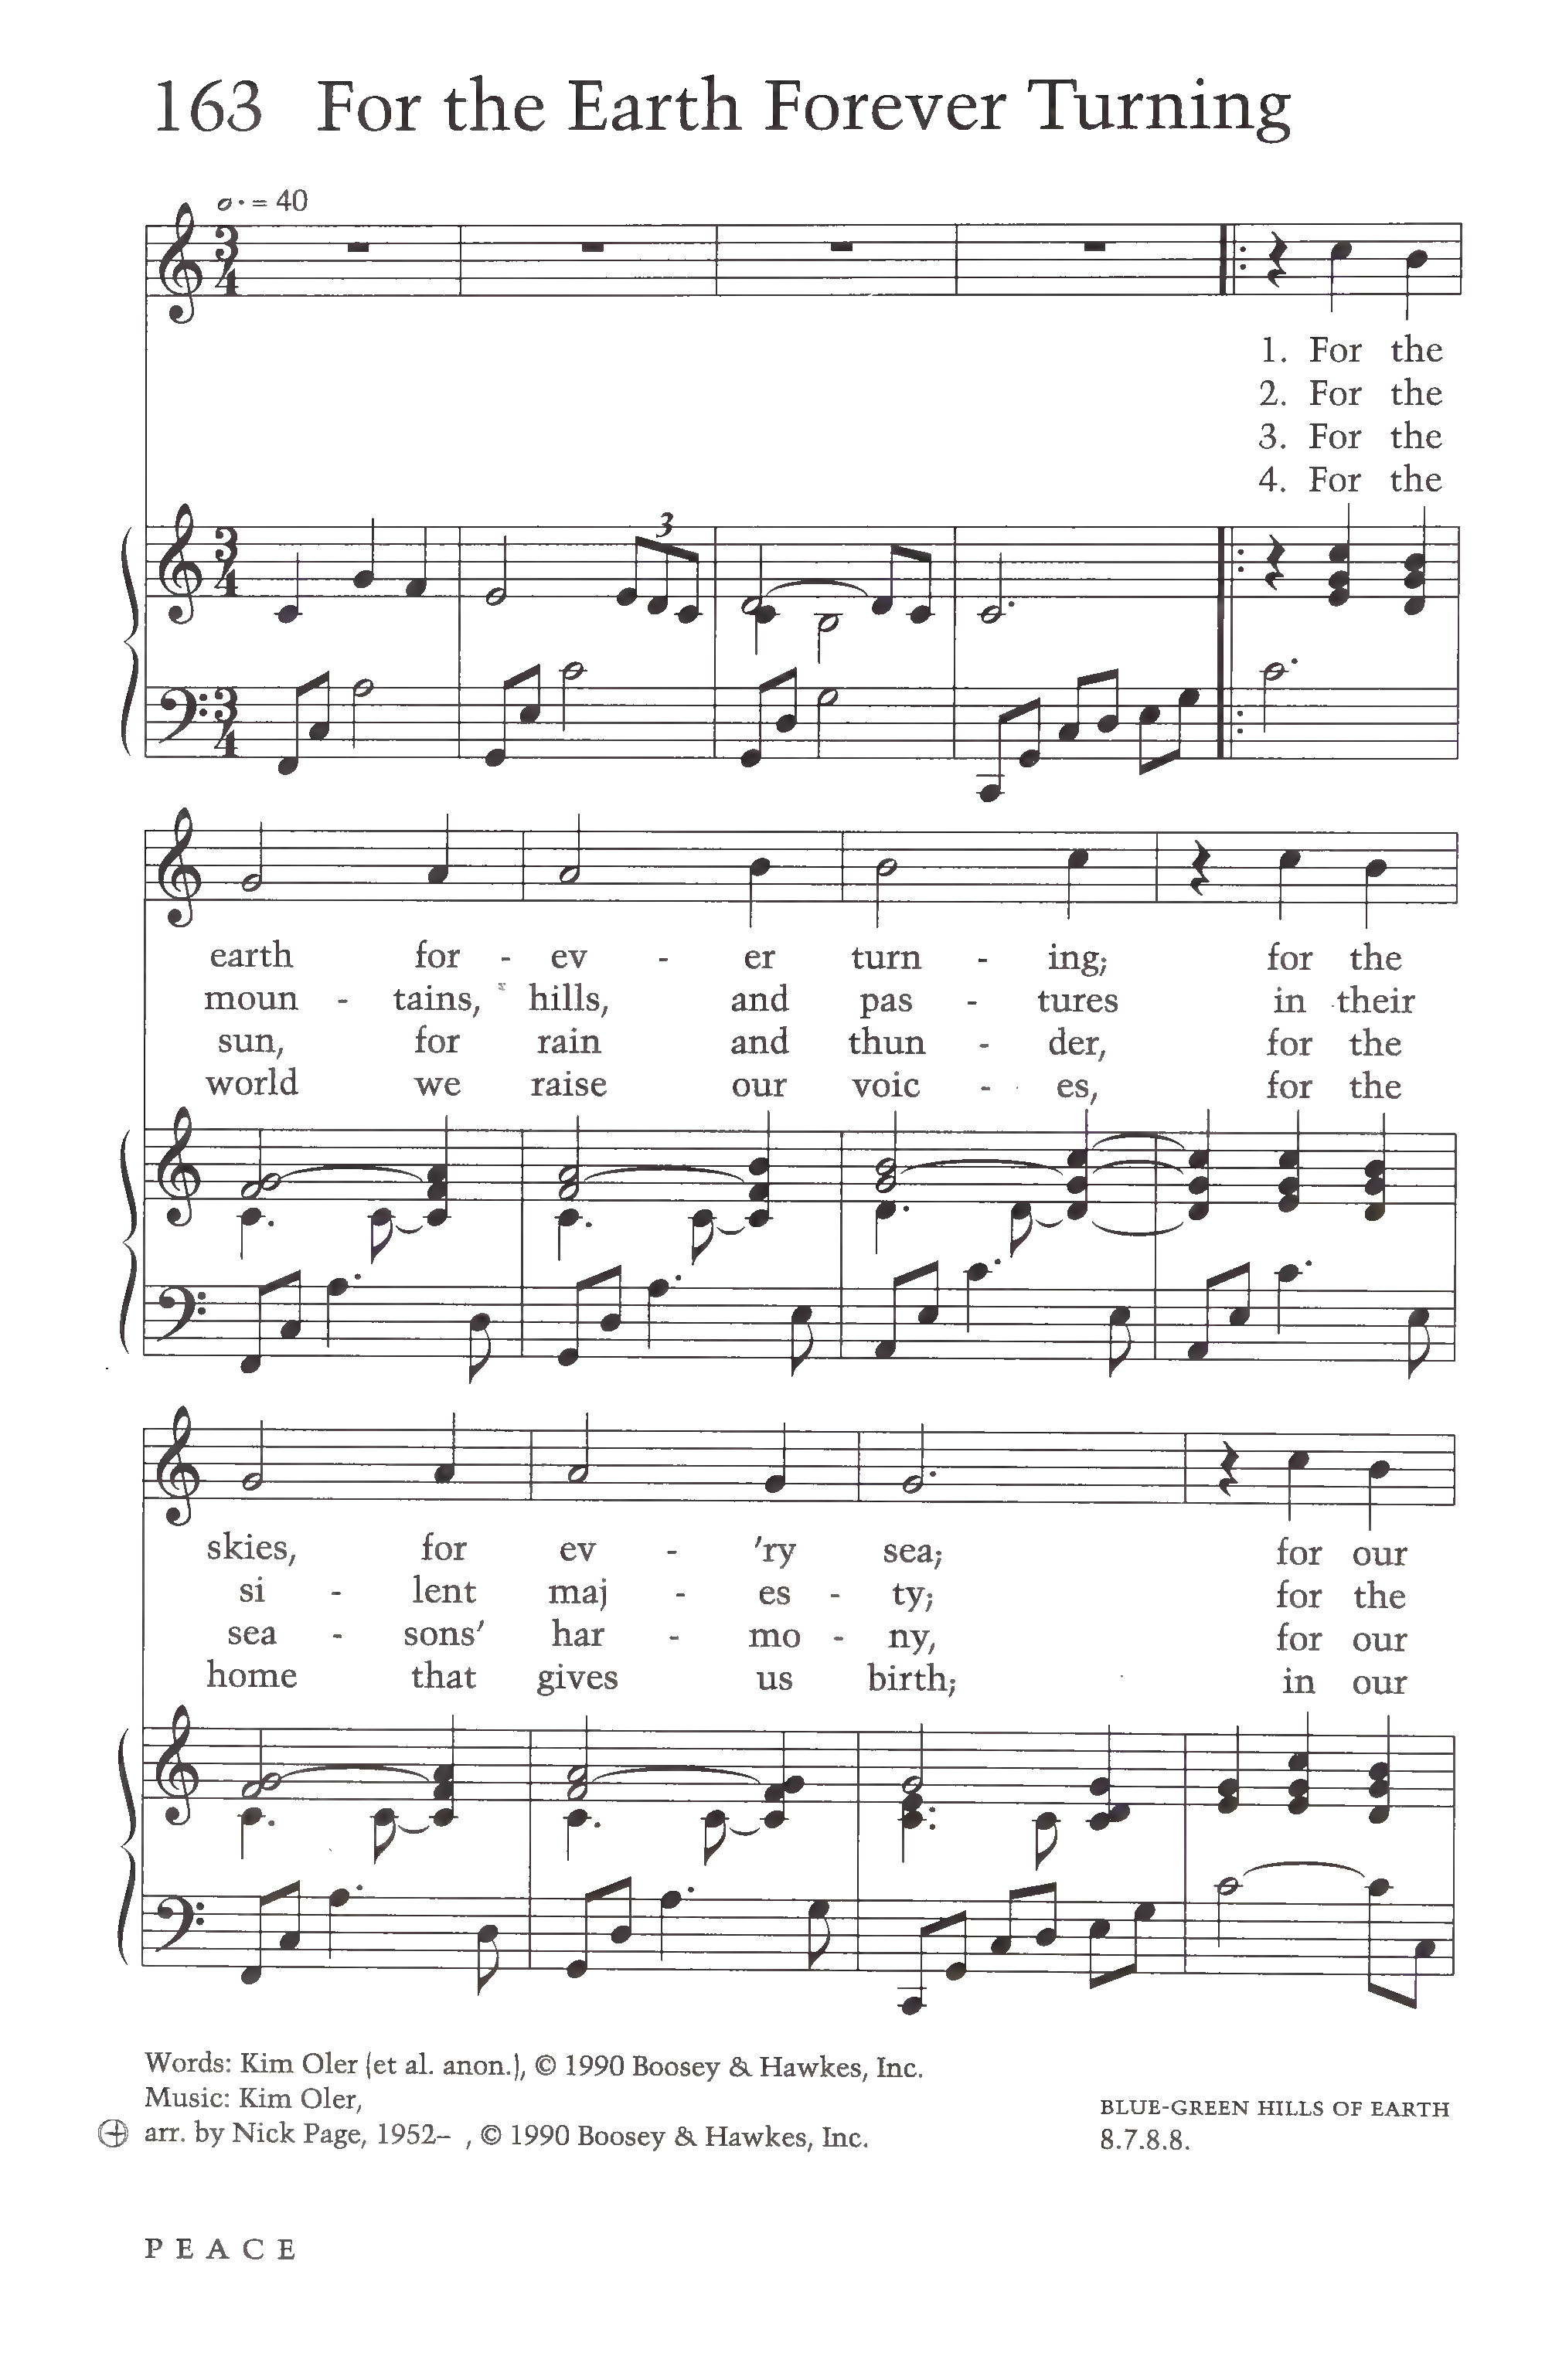 163 For the Earth Forever Turning
𝅗𝅥. = 40
1. For the
2. For the
3. For the
4. For the
3
earth for - ev - er turn - ing; for the
moun - tains, hills, and pas - tures in their
sun, for rain and thun - der, for the
world we raise our voic - es, for the
skies, for ev - 'ry sea; for our
si - lent maj - es - ty; for the
sea - sons' har - mo - ny, for our
home that gives us birth; in our
Words: Kim Oler (et al. anon.), © 1990 Boosey & Hawkes, Inc.
Music: Kim Oler,
arr. by Nick Page, 1952– , © 1990 Boosey & Hawkes, Inc.
BLUE-GREEN HILLS OF EARTH
8.7.8.8.
PEACE